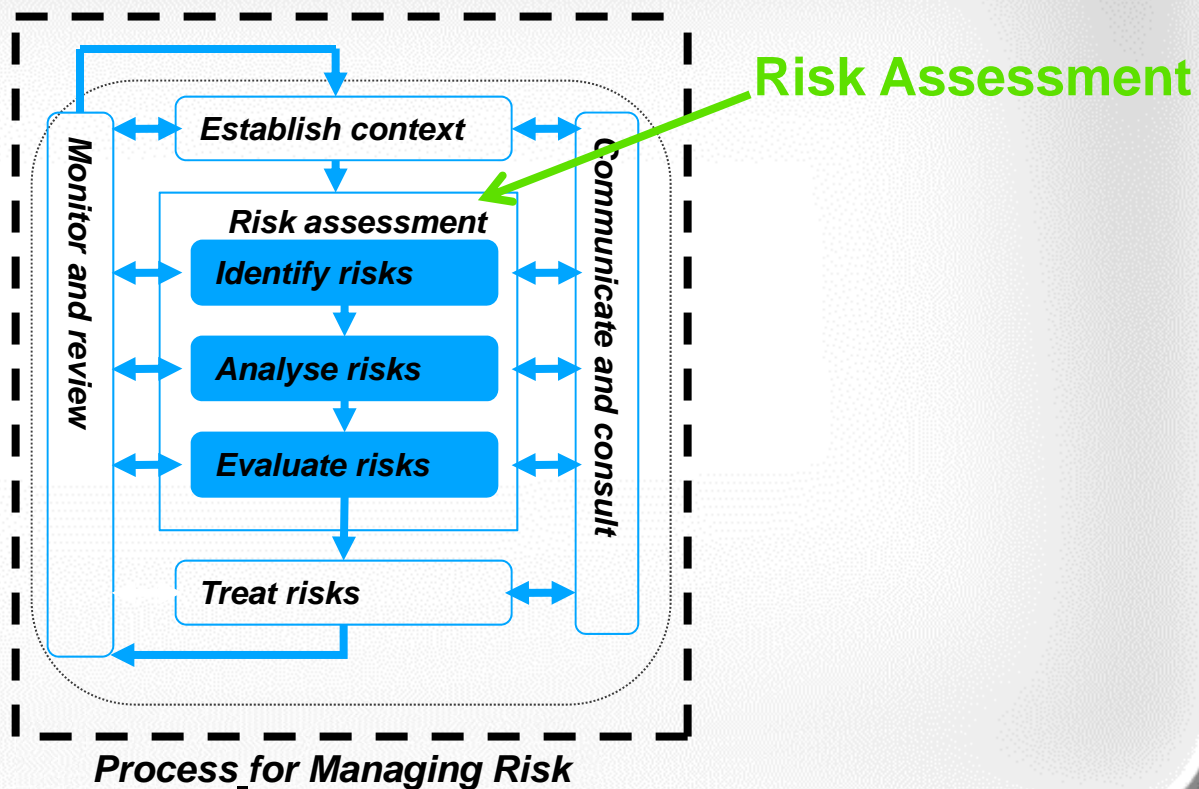 Risk Assessment
Establish context
Monitor and review
Communicate and consult
Risk assessment
Identify risks
Analyse risks
Evaluate risks
Treat risks
Process for Managing Risk